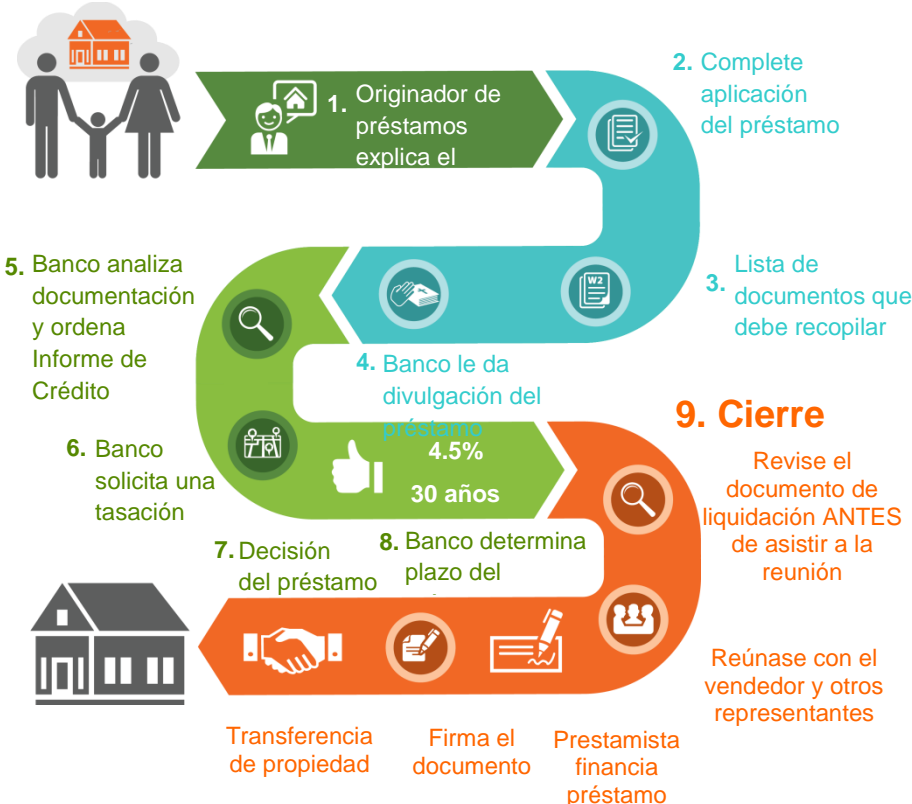 1. Originador de
préstamos
explica el
2. Complete
aplicación
del préstamo
W2
3. Lista de
documentos que
debe recopilar
4. Banco le da
divulgación del
préstamo
5. Banco analiza
documentación
y ordena
Informe de
Crédito
6. Banco
solicita una
tasación
4.5%
30 años
7. Decisión
del préstamo
8. Banco determina
plazo del
9. Cierre
Revise el
documento de
liquidación ANTES
de asistir a la
reunión
Reúnase con el
vendedor y otros
representantes
Prestamista
financia
préstamo
Firma el
documento
Transferencia
de propiedad